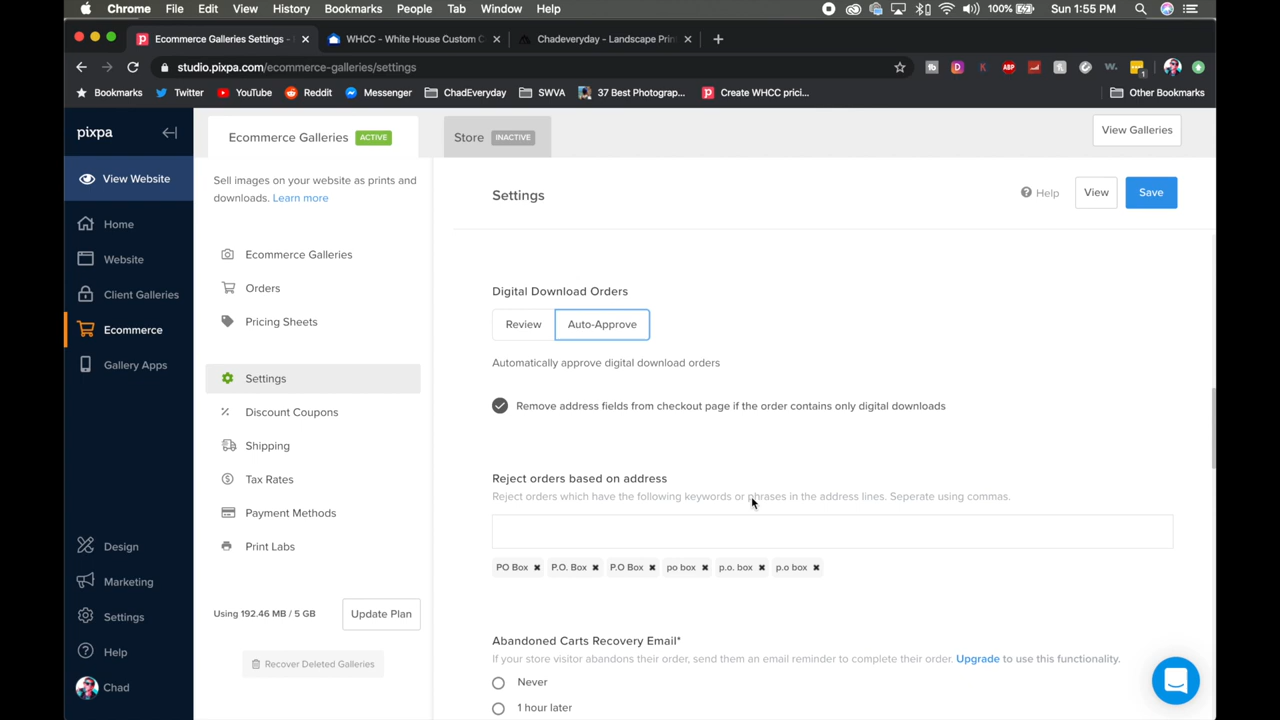 Chrome File Edit View History Bookmarks People Tab Window Help 100% Sun 1:55 PM
Ecommerce Galleries Settings - WHCC - White House Custom C Chadeveryday - Landscape Prin
studio.pixpa.com/ecommerce-galleries/settings
Bookmarks Twitter YouTube Reddit Messenger ChadEveryday SWVA 37 Best Photograp... Create WHCC prici... Other Bookmarks
pixpa
View Website
Home
Website
Client Galleries
Ecommerce
Gallery Apps
Design
Marketing
Settings
Help
Chad
Ecommerce Galleries ACTIVE Store INACTIVE View Galleries
Sell images on your website as prints and
downloads. Learn more
Ecommerce Galleries
Orders
Pricing Sheets
Settings
Discount Coupons
Shipping
Tax Rates
Payment Methods
Print Labs
Using 192.46 MB / 5 GB Update Plan
Recover Deleted Galleries
Settings Help View Save
Digital Download Orders
Review Auto-Approve
Automatically approve digital download orders
Remove address fields from checkout page if the order contains only digital downloads
Reject orders based on address
Reject orders which have the following keywords or phrases in the address lines. Seperate using commas.
PO Box P.O. Box P.O Box po box p.o. box p.o box
Abandoned Carts Recovery Email*
If your store visitor abandons their order, send them an email reminder to complete their order. Upgrade to use this functionality.
Never
1 hour later